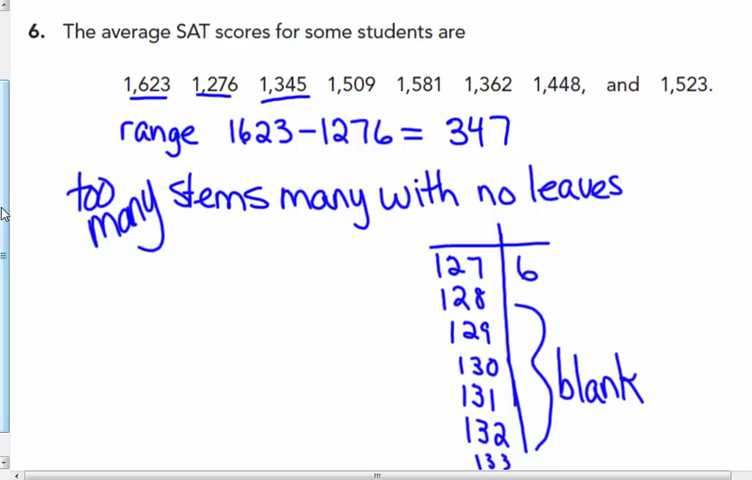 6. The average SAT scores for some students are
1,623 1,276 1,345 1,509 1,581 1,362 1,448, and 1,523.
range 1623-1276 = 347
too many stems many with no leaves
127 6
128
129
130
131
132
133
blank